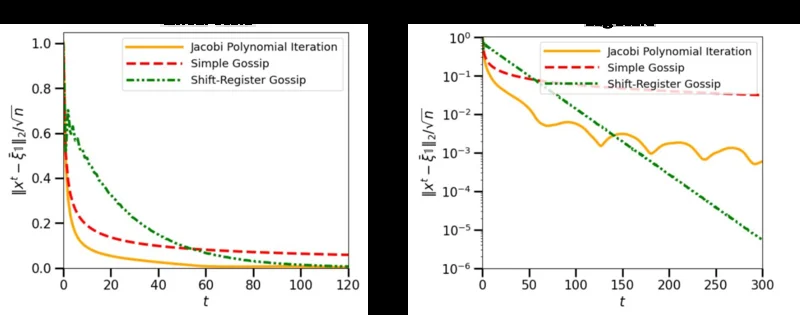 Jacobi Polynomial Iteration
Simple Gossip
Shift-Register Gossip
1.0
0.8
0.6
0.4
0.2
0.0
‖x^t − ξ̄1‖₂/√n
0 20 40 60 80 100 120
t
Jacobi Polynomial Iteration
Simple Gossip
Shift-Register Gossip
10⁰
10⁻¹
10⁻²
10⁻³
10⁻⁴
10⁻⁵
10⁻⁶
‖x^t − ξ̄1‖₂/√n
0 50 100 150 200 250 300
t